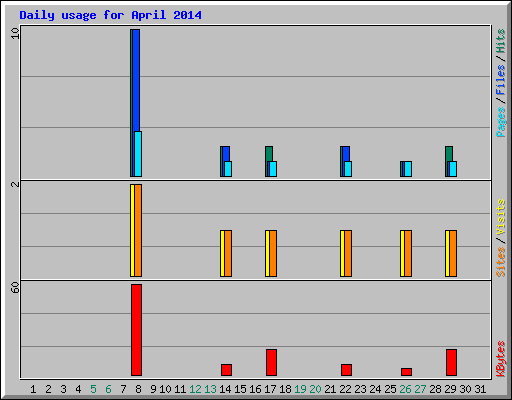 Daily usage for April 2014
10
2
60
Pages / Files / Hits
Sites / Visits
KBytes
1 2 3 4 5 6 7 8 9 10 11 12 13 14 15 16 17 18 19 20 21 22 23 24 25 26 27 28 29 30 31